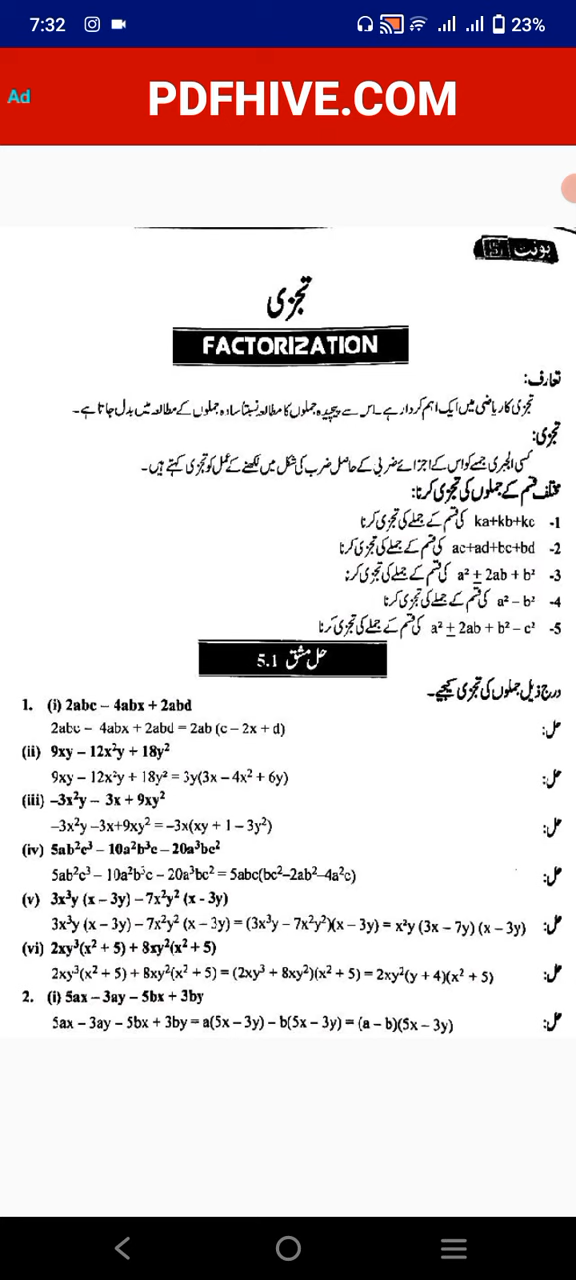 7:32
23%
Ad
PDFHIVE.COM
یونٹ 5
تجزی
FACTORIZATION
تعارف:
تجزی کا ریاضی میں ایک اہم کردار ہے۔ اس سے پیچیدہ جملوں کا مطالعہ نسبتاً سادہ جملوں کے مطالعہ میں بدل جاتا ہے۔
تجزی:
کسی الجبری جملے کو اس کے اجزائے ضربی کے حاصل ضرب کی شکل میں لکھنے کے عمل کو تجزی کہتے ہیں۔
مختلف قسم کے جملوں کی تجزی کرنا:
-1 ka+kb+kc کی قسم کے جملے کی تجزی کرنا
-2 ac+ad+bc+bd کی قسم کے جملے کی تجزی کرنا
-3 a² ± 2ab + b² کی قسم کے جملے کی تجزی کرنا:
-4 a² – b² کی قسم کے جملے کی تجزی کرنا
-5 a² ± 2ab + b² – c² کی قسم کے جملے کی تجزی کرنا
حل مشق 5.1
درج ذیل جملوں کی تجزی کیجیے۔
1. (i) 2abc – 4abx + 2abd
2abc – 4abx + 2abd = 2ab (c – 2x + d) حل:
(ii) 9xy – 12x²y + 18y²
9xy – 12x²y + 18y² = 3y(3x – 4x² + 6y) حل:
(iii) –3x²y – 3x + 9xy²
–3x²y –3x+9xy² = –3x(xy + 1 – 3y²) حل:
(iv) 5ab²c³ – 10a²b³c – 20a³bc²
5ab²c³ – 10a²b³c – 20a³bc² = 5abc(bc²–2ab²–4a²c) حل:
(v) 3x³y (x – 3y) – 7x²y² (x - 3y)
3x³y (x – 3y) – 7x²y² (x – 3y) = (3x³y – 7x²y²)(x – 3y) = x²y (3x – 7y) (x – 3y) حل:
(vi) 2xy³(x² + 5) + 8xy²(x² + 5)
2xy³(x² + 5) + 8xy²(x² + 5) = (2xy³ + 8xy²)(x² + 5) = 2xy²(y + 4)(x² + 5) حل:
2. (i) 5ax – 3ay – 5bx + 3by
5ax – 3ay – 5bx + 3by = a(5x – 3y) – b(5x – 3y) = (a – b)(5x – 3y) حل: